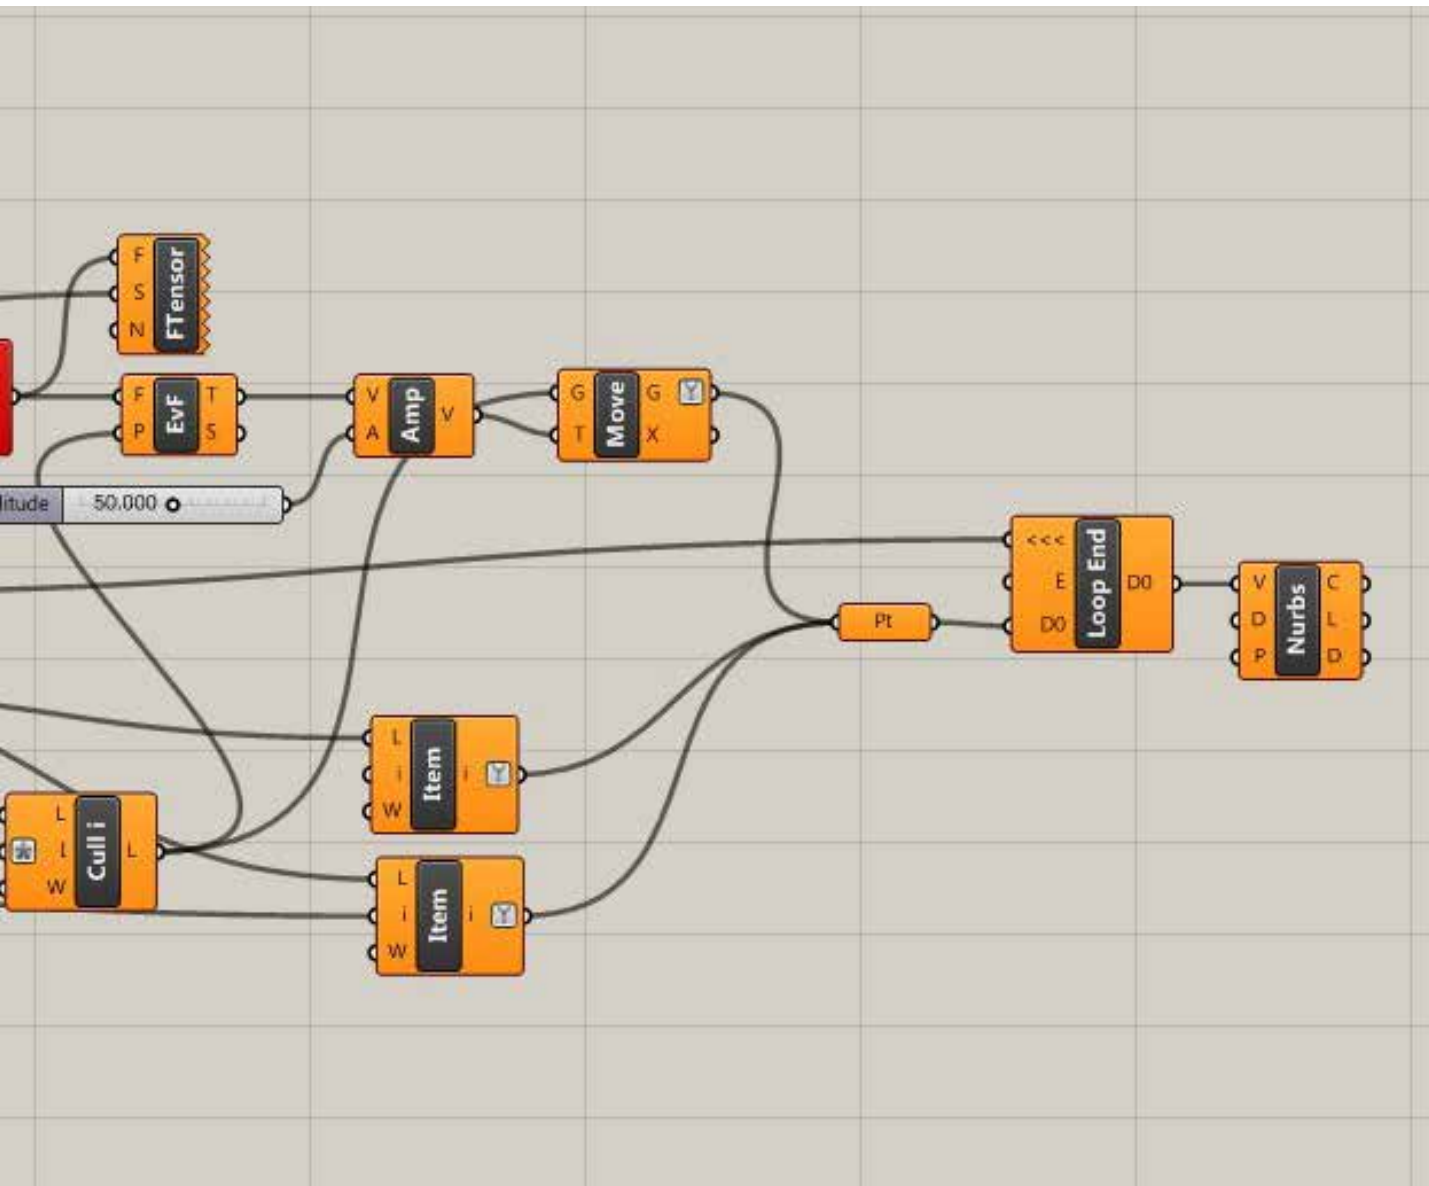 F
S
N
FTensor
F
P
EvF
T
S
V
A
Amp
V
G
T
Move
G
X
litude
50.000
<<<
E
D0
Loop End
D0
Pt
V
D
P
Nurbs
C
L
D
L
i
W
Item
i
L
I
W
Cull i
L
L
i
W
Item
i